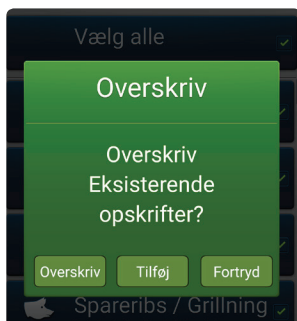 Vælg alle
Overskriv
Overskriv
Eksisterende
opskrifter?
Overskriv Tilføj Fortryd
Spareribs / Grillning